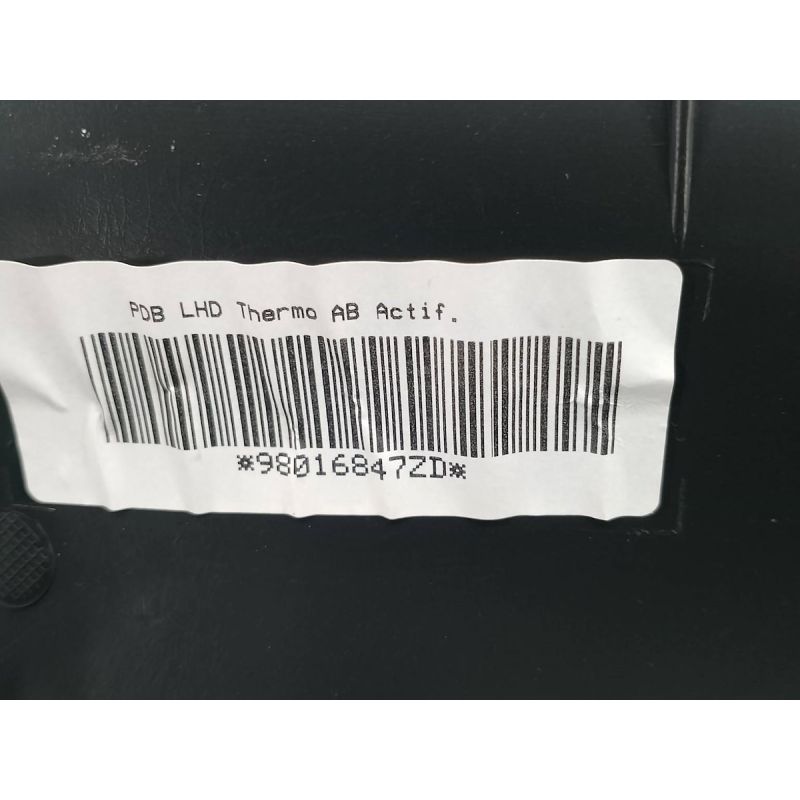 PDB LHD Thermo AB Actif.
*98016847ZD*